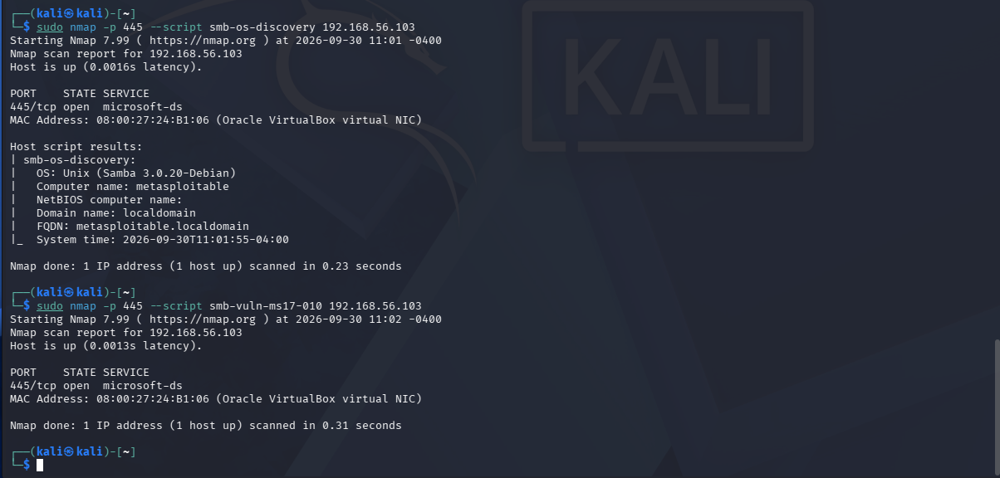 ┌──(kali㉿kali)-[~]
└─$ sudo nmap -p 445 --script smb-os-discovery 192.168.56.103
Starting Nmap 7.99 ( https://nmap.org ) at 2026-09-30 11:01 -0400
Nmap scan report for 192.168.56.103
Host is up (0.0016s latency).

PORT    STATE SERVICE
445/tcp open  microsoft-ds
MAC Address: 08:00:27:24:B1:06 (Oracle VirtualBox virtual NIC)

Host script results:
| smb-os-discovery:
|   OS: Unix (Samba 3.0.20-Debian)
|   Computer name: metasploitable
|   NetBIOS computer name:
|   Domain name: localdomain
|   FQDN: metasploitable.localdomain
|_  System time: 2026-09-30T11:01:55-04:00

Nmap done: 1 IP address (1 host up) scanned in 0.23 seconds

┌──(kali㉿kali)-[~]
└─$ sudo nmap -p 445 --script smb-vuln-ms17-010 192.168.56.103
Starting Nmap 7.99 ( https://nmap.org ) at 2026-09-30 11:02 -0400
Nmap scan report for 192.168.56.103
Host is up (0.0013s latency).

PORT    STATE SERVICE
445/tcp open  microsoft-ds
MAC Address: 08:00:27:24:B1:06 (Oracle VirtualBox virtual NIC)

Nmap done: 1 IP address (1 host up) scanned in 0.31 seconds

┌──(kali㉿kali)-[~]
└─$
KALI